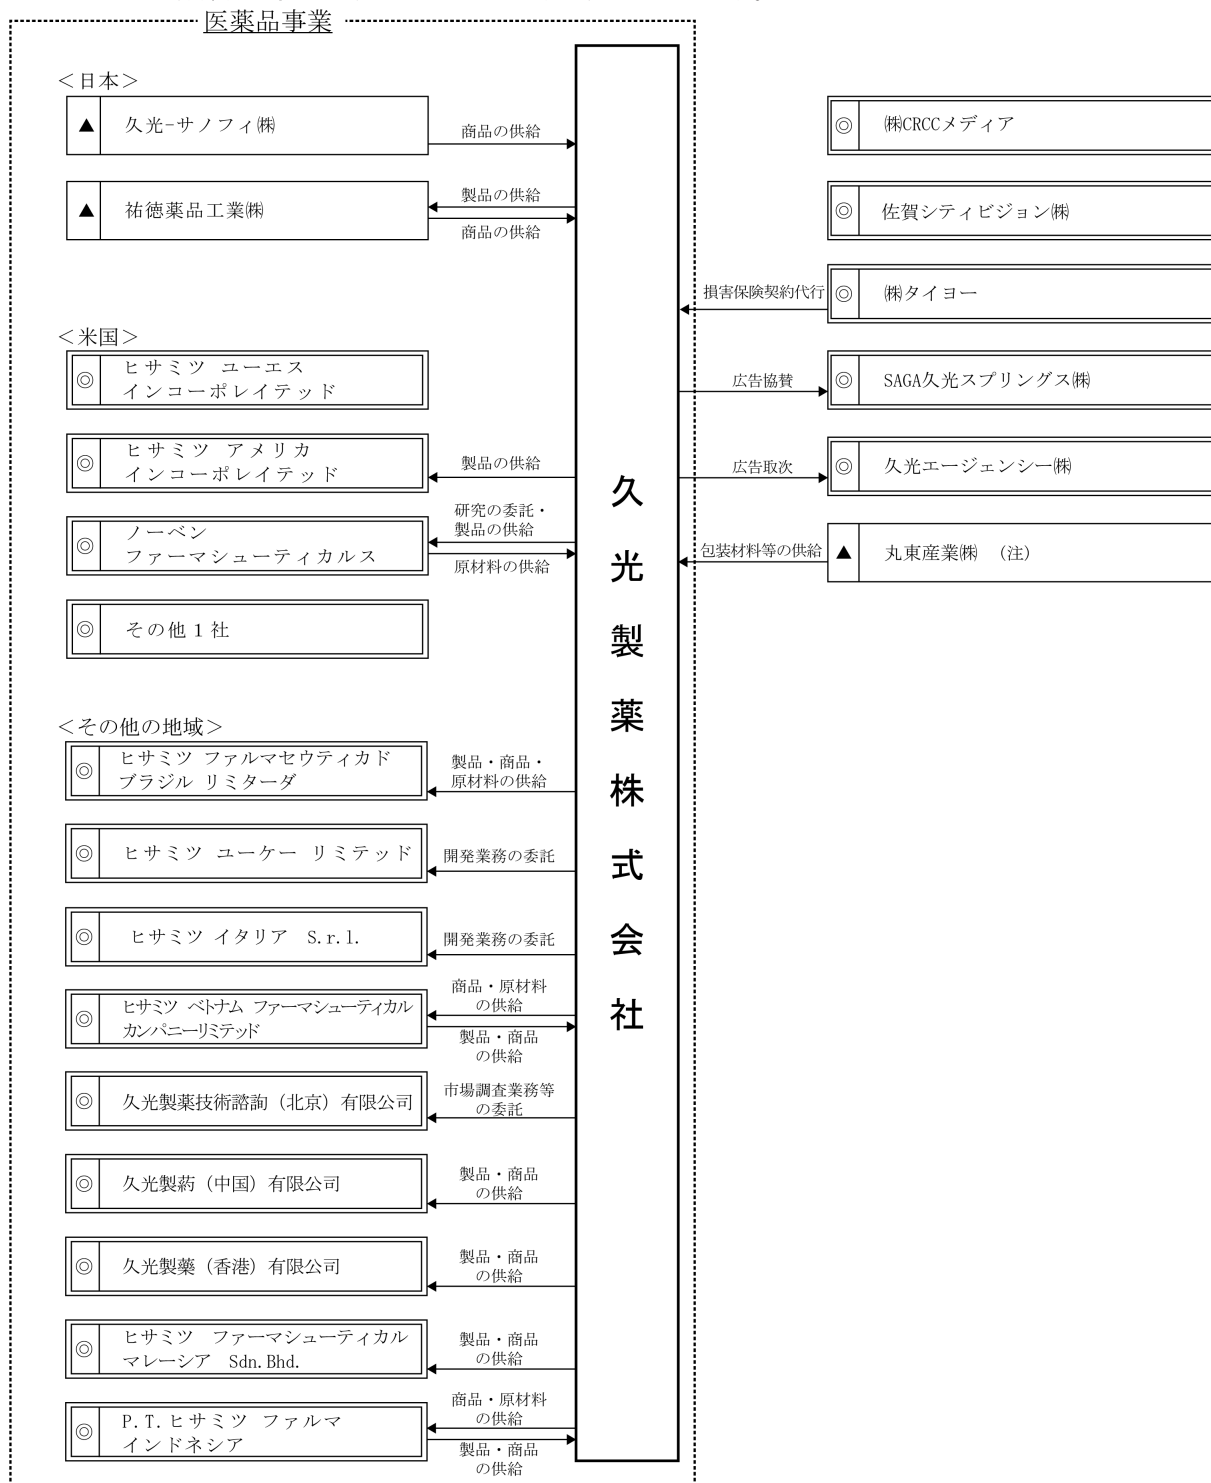 医薬品事業
＜日本＞
▲ 久光-サノフィ㈱
商品の供給
▲ 祐徳薬品工業㈱
製品の供給
商品の供給
＜米国＞
◎ ヒサミツ ユーエス
インコーポレイテッド
◎ ヒサミツ アメリカ
インコーポレイテッド
製品の供給
◎ ノーベン
ファーマシューティカルス
研究の委託・
製品の供給
原材料の供給
◎ その他１社
＜その他の地域＞
◎ ヒサミツ ファルマセウティカド
ブラジル リミターダ
製品・商品・
原材料の供給
◎ ヒサミツ ユーケー リミテッド
開発業務の委託
◎ ヒサミツ イタリア S.r.l.
開発業務の委託
◎ ヒサミツ ベトナム ファーマシューティカル
カンパニーリミテッド
商品・原材料
の供給
製品・商品
の供給
◎ 久光製薬技術諮詢（北京）有限公司
市場調査業務等
の委託
◎ 久光製葯（中国）有限公司
製品・商品
の供給
◎ 久光製藥（香港）有限公司
製品・商品
の供給
◎ ヒサミツ ファーマシューティカル
マレーシア Sdn.Bhd.
製品・商品
の供給
◎ P.T.ヒサミツ ファルマ
インドネシア
商品・原材料
の供給
製品・商品
の供給
久光製薬株式会社
◎ ㈱CRCCメディア
◎ 佐賀シティビジョン㈱
損害保険契約代行
◎ ㈱タイヨー
広告協賛
◎ SAGA久光スプリングス㈱
広告取次
◎ 久光エージェンシー㈱
包装材料等の供給
▲ 丸東産業㈱ （注）